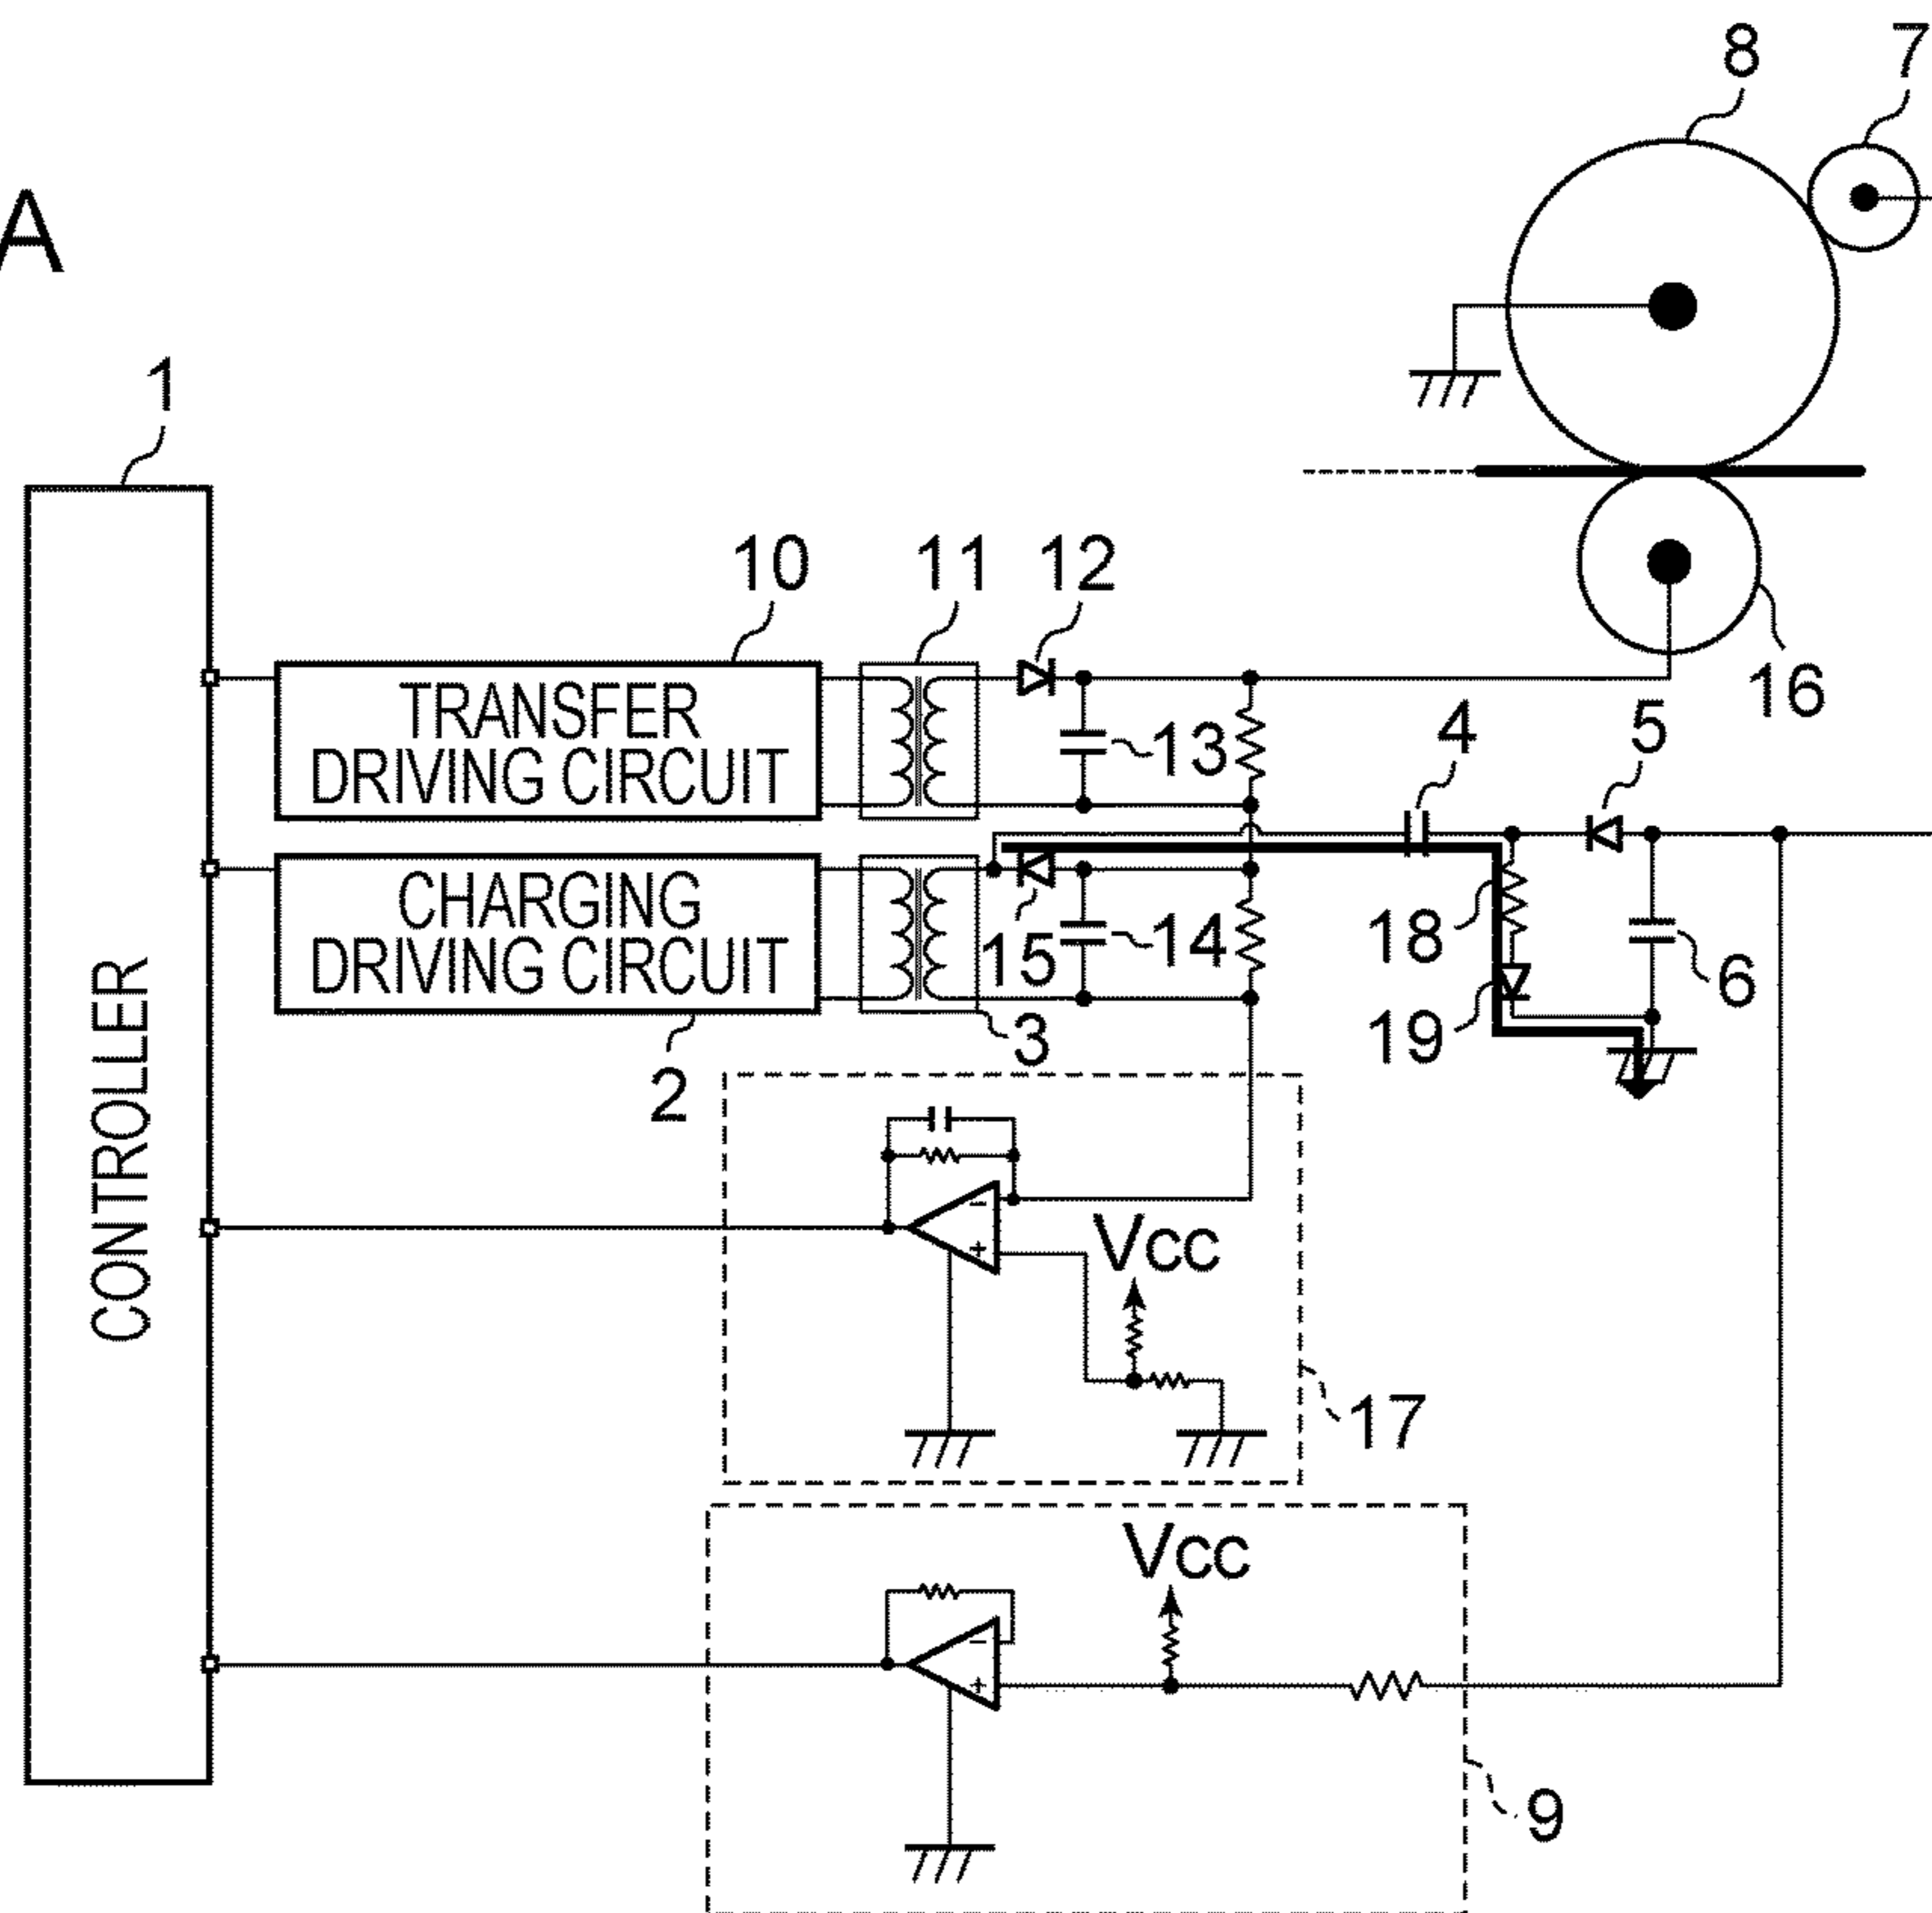 8
7
A
1
10
11
12
TRANSFER
DRIVING CIRCUIT
13
16
4
5
CHARGING
DRIVING CIRCUIT
15
14
18
6
2
3
19
CONTROLLER
−
+
Vcc
17
Vcc
−
+
9